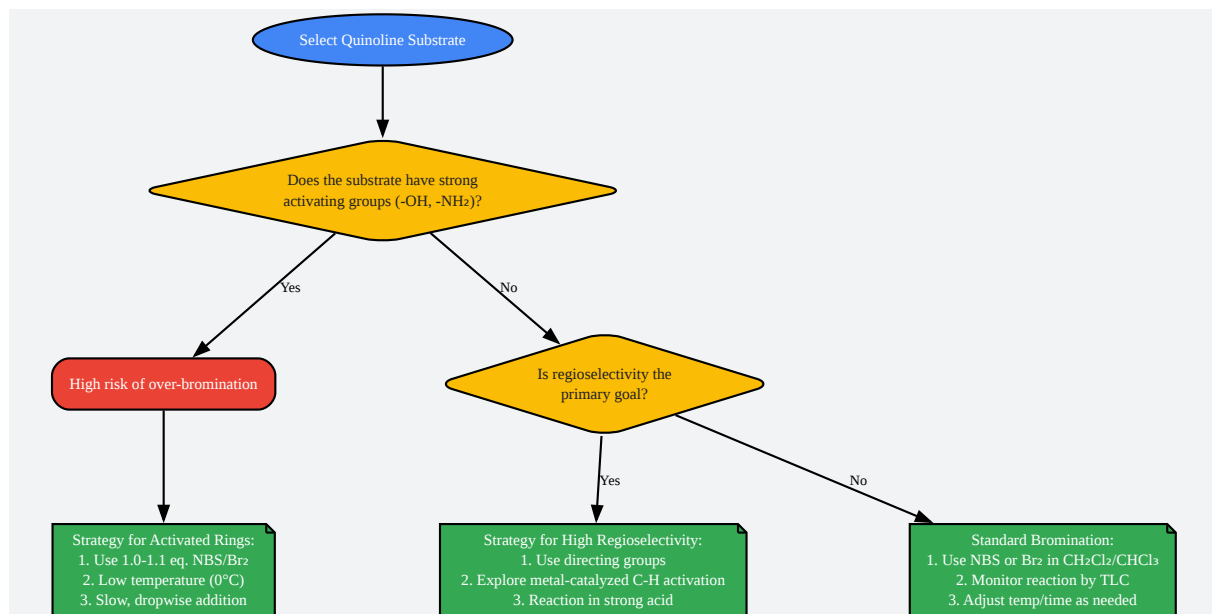 Select Quinoline Substrate
Does the substrate have strong
activating groups (-OH, -NH₂)?
Yes
No
High risk of over-bromination
Is regioselectivity the
primary goal?
Yes
No
Strategy for Activated Rings:
1. Use 1.0-1.1 eq. NBS/Br₂
2. Low temperature (0°C)
3. Slow, dropwise addition
Strategy for High Regioselectivity:
1. Use directing groups
2. Explore metal-catalyzed C-H activation
3. Reaction in strong acid
Standard Bromination:
1. Use NBS or Br₂ in CH₂Cl₂/CHCl₃
2. Monitor reaction by TLC
3. Adjust temp/time as needed